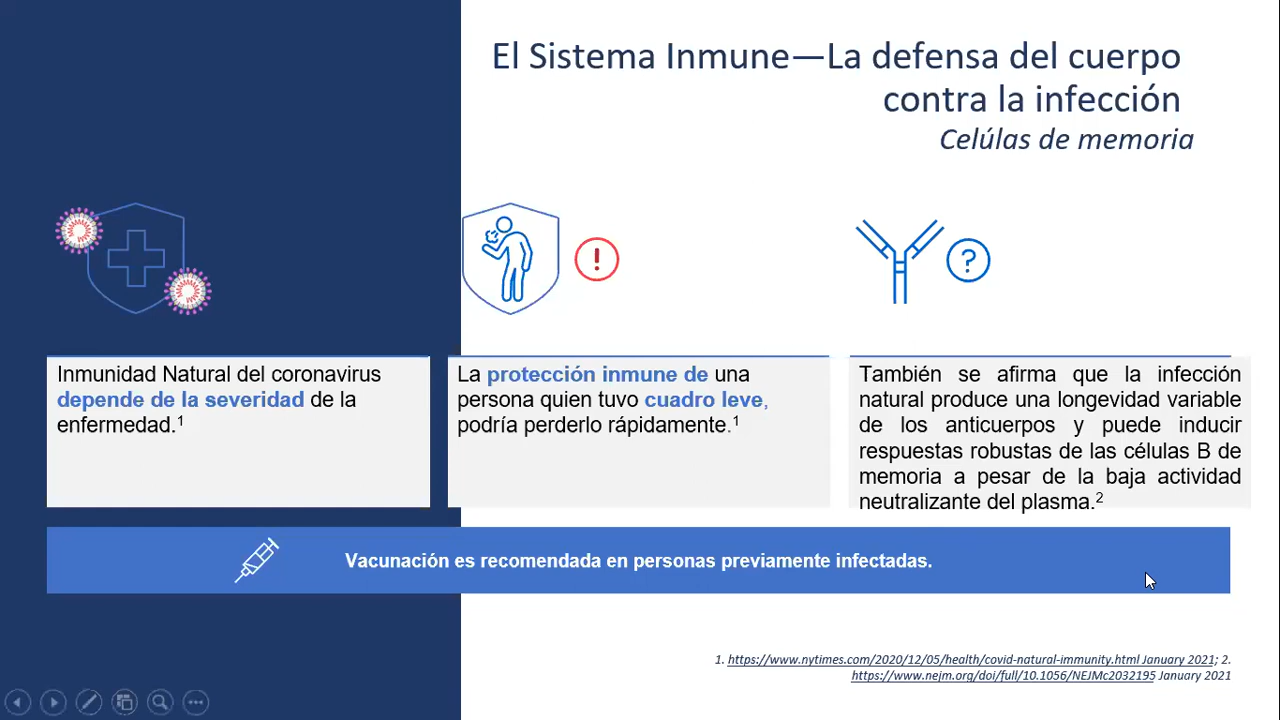 El Sistema Inmune—La defensa del cuerpo
contra la infección
Celúlas de memoria
Inmunidad Natural del coronavirus
depende de la severidad de la
enfermedad.1
La protección inmune de una
persona quien tuvo cuadro leve,
podría perderlo rápidamente.1
También se afirma que la infección
natural produce una longevidad variable
de los anticuerpos y puede inducir
respuestas robustas de las células B de
memoria a pesar de la baja actividad
neutralizante del plasma.2
Vacunación es recomendada en personas previamente infectadas.
1. https://www.nytimes.com/2020/12/05/health/covid-natural-immunity.html January 2021; 2.
https://www.nejm.org/doi/full/10.1056/NEJMc2032195 January 2021